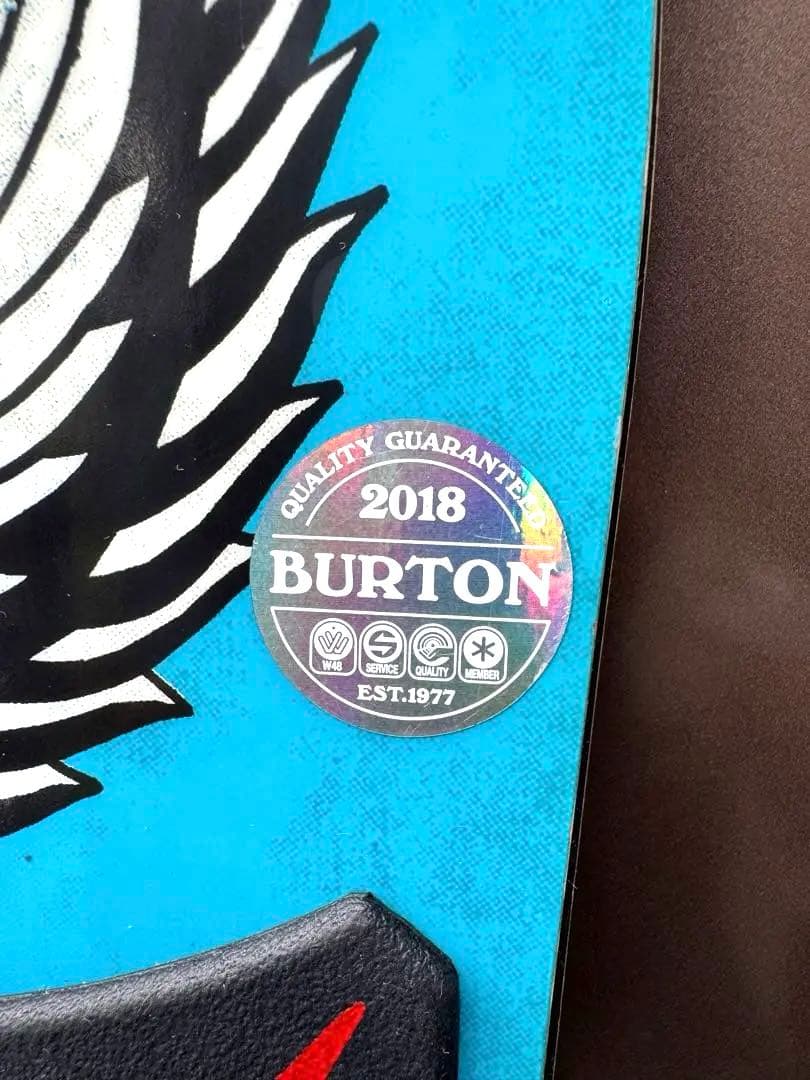 QUALITY GUARANTEED
2018
BURTON
W48 SERVICE QUALITY MEMBER
EST.1977